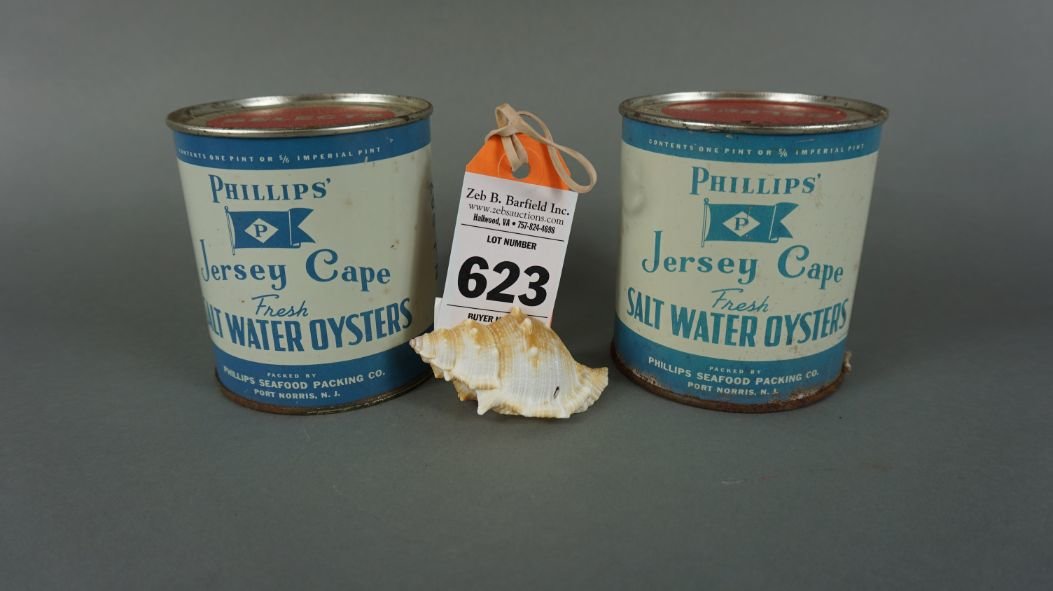 CONTENTS ONE PINT OR 5/6 IMPERIAL PINT
PHILLIPS'
P
Jersey Cape
Fresh
SALT WATER OYSTERS
PACKED BY
PHILLIPS SEAFOOD PACKING CO.
PORT NORRIS, N. J.
Zeb B. Barfield Inc.
www.zebsauctions.com
Hallwood, VA • 757-824-4698
LOT NUMBER
623
BUYER
CONTENTS ONE PINT OR 5/6 IMPERIAL PINT
PHILLIPS'
P
Jersey Cape
Fresh
SALT WATER OYSTERS
PACKED BY
PHILLIPS SEAFOOD PACKING CO.
PORT NORRIS, N. J.